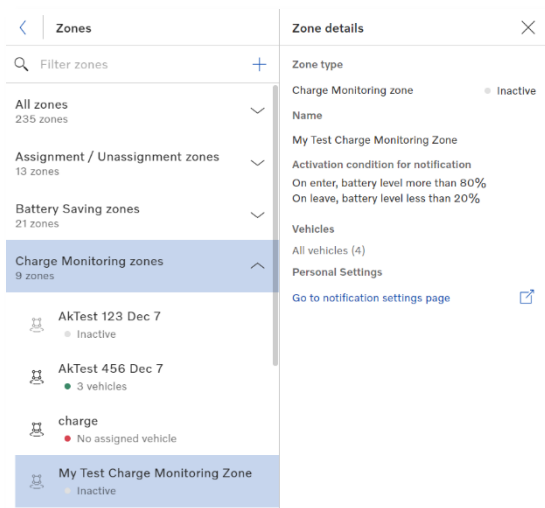 Zones
Filter zones
All zones
235 zones
Assignment / Unassignment zones
13 zones
Battery Saving zones
21 zones
Charge Monitoring zones
9 zones
AkTest 123 Dec 7
Inactive
AkTest 456 Dec 7
3 vehicles
charge
No assigned vehicle
My Test Charge Monitoring Zone
Inactive
Zone details
Zone type
Charge Monitoring zone
Inactive
Name
My Test Charge Monitoring Zone
Activation condition for notification
On enter, battery level more than 80%
On leave, battery level less than 20%
Vehicles
All vehicles (4)
Personal Settings
Go to notification settings page